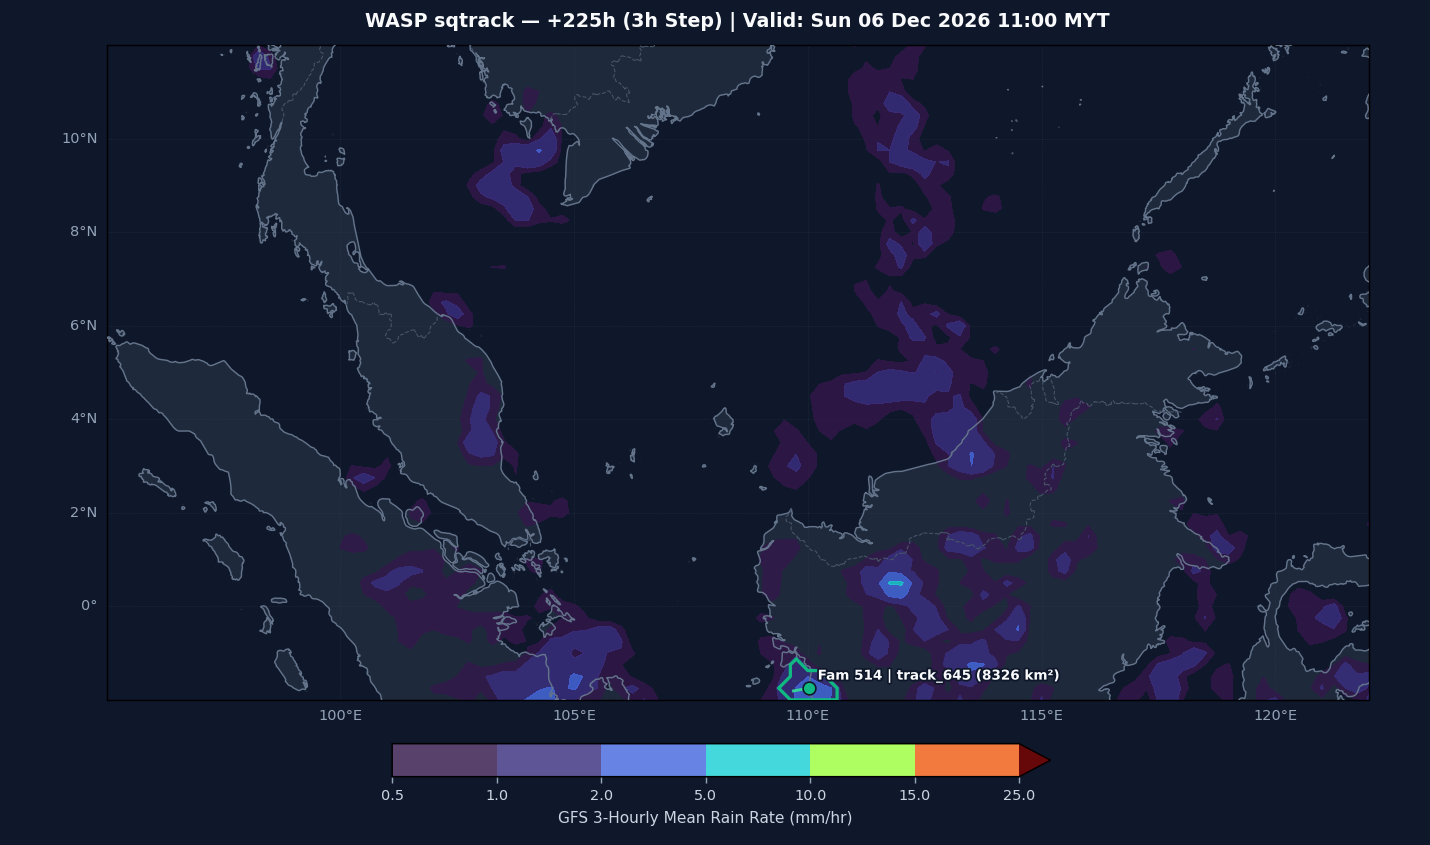 WASP sqtrack — +225h (3h Step) | Valid: Sun 06 Dec 2026 11:00 MYT
10°N
8°N
6°N
4°N
2°N
0°
Fam 514 | track_645 (8326 km²)
100°E
105°E
110°E
115°E
120°E
0.5
1.0
2.0
5.0
10.0
15.0
25.0
GFS 3-Hourly Mean Rain Rate (mm/hr)